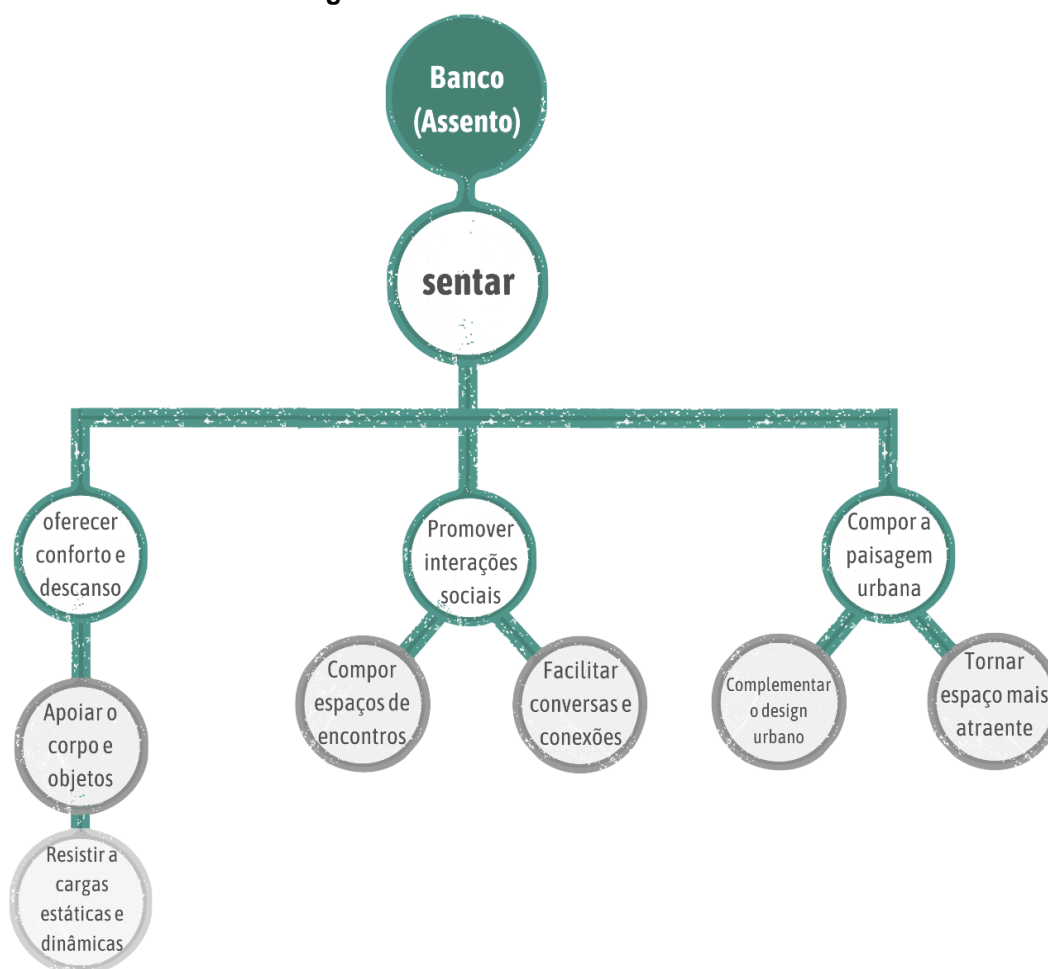 Banco
(Assento)
sentar
oferecer
conforto e
descanso
Promover
interações
sociais
Compor a
paisagem
urbana
Apoiar o
corpo e
objetos
Compor
espaços de
encontros
Facilitar
conversas e
conexões
Complementar
o design
urbano
Tornar
espaço mais
atraente
Resistir a
cargas
estáticas e
dinâmicas